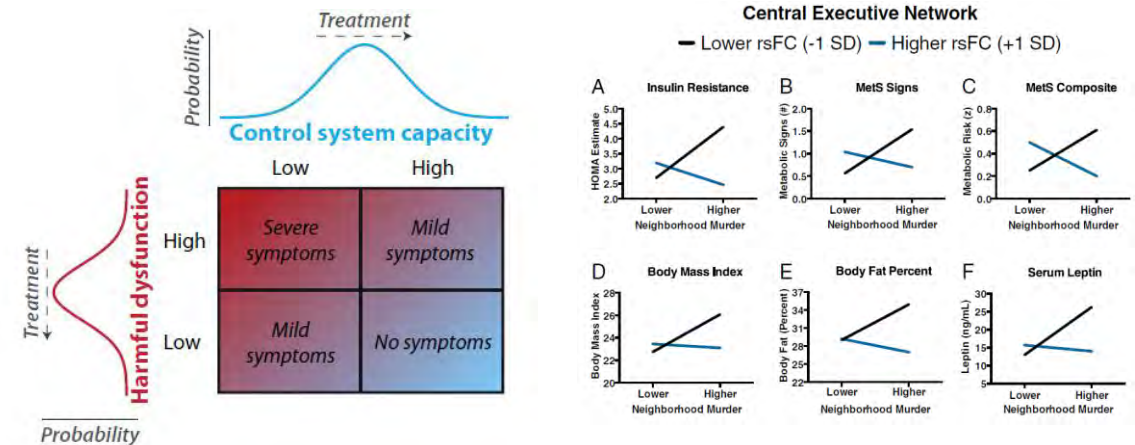 Treatment
Probability
Control system capacity
Low
High
Harmful dysfunction
Treatment
High
Severe
symptoms
Mild
symptoms
Low
Mild
symptoms
No symptoms
Probability
Central Executive Network
Lower rsFC (-1 SD)
Higher rsFC (+1 SD)
A
Insulin Resistance
HOMA Estimate
5.0
4.5
4.0
3.5
3.0
2.5
2.0
Lower
Higher
Neighborhood Murder
B
MetS Signs
Metabolic Signs (#)
2.0
1.5
1.0
0.5
0.0
Lower
Higher
Neighborhood Murder
C
MetS Composite
Metabolic Risk (z)
0.8
0.6
0.4
0.2
0.0
Lower
Higher
Neighborhood Murder
D
Body Mass Index
Body Mass Index
28
26
24
22
20
Lower
Higher
Neighborhood Murder
E
Body Fat Percent
Body Fat (Percent)
37
34
31
28
25
22
Lower
Higher
Neighborhood Murder
F
Serum Leptin
Leptin (ng/mL)
30
25
20
15
10
5
Lower
Higher
Neighborhood Murder